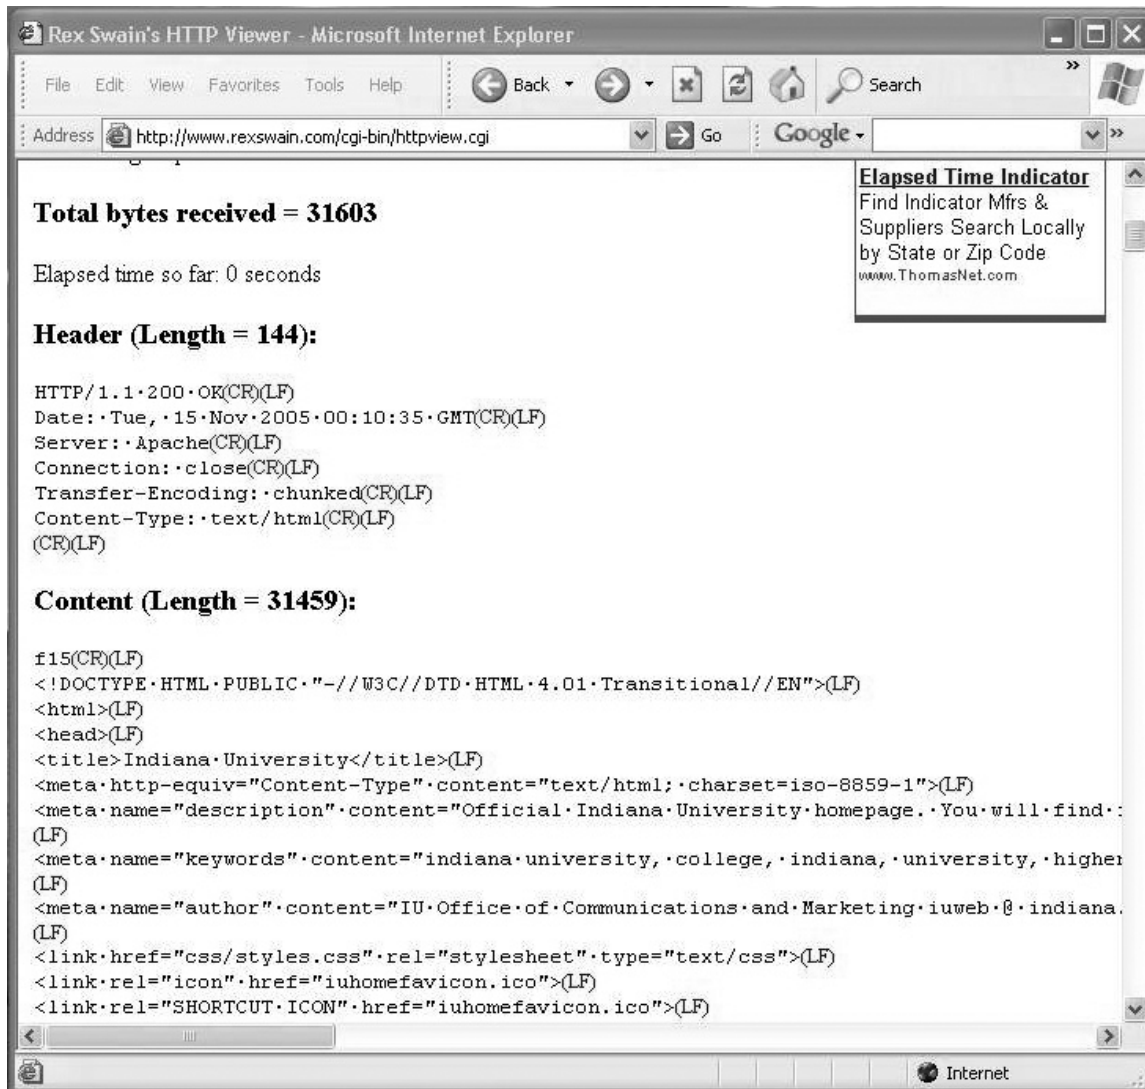 Rex Swain's HTTP Viewer - Microsoft Internet Explorer
File Edit View Favorites Tools Help Back Search »
Address http://www.rexswain.com/cgi-bin/httpview.cgi Go Google »
Total bytes received = 31603
Elapsed time so far: 0 seconds
Elapsed Time Indicator
Find Indicator Mfrs &
Suppliers Search Locally
by State or Zip Code
www.ThomasNet.com
Header (Length = 144):
HTTP/1.1·200·OK(CR)(LF)
Date:·Tue,·15·Nov·2005·00:10:35·GMT(CR)(LF)
Server:·Apache(CR)(LF)
Connection:·close(CR)(LF)
Transfer-Encoding:·chunked(CR)(LF)
Content-Type:·text/html(CR)(LF)
(CR)(LF)
Content (Length = 31459):
f15(CR)(LF)
<!DOCTYPE·HTML·PUBLIC·"-//W3C//DTD·HTML·4.01·Transitional//EN">(LF)
<html>(LF)
<head>(LF)
<title>Indiana·University</title>(LF)
<meta·http-equiv="Content-Type"·content="text/html;·charset=iso-8859-1">(LF)
<meta·name="description"·content="Official·Indiana·University·homepage.·You·will·find·
(LF)
<meta·name="keywords"·content="indiana·university,·college,·indiana,·university,·higher
(LF)
<meta·name="author"·content="IU·Office·of·Communications·and·Marketing·iuweb·@·indiana.
(LF)
<link·href="css/styles.css"·rel="stylesheet"·type="text/css">(LF)
<link·rel="icon"·href="iuhomefavicon.ico">(LF)
<link·rel="SHORTCUT·ICON"·href="iuhomefavicon.ico">(LF)
Internet